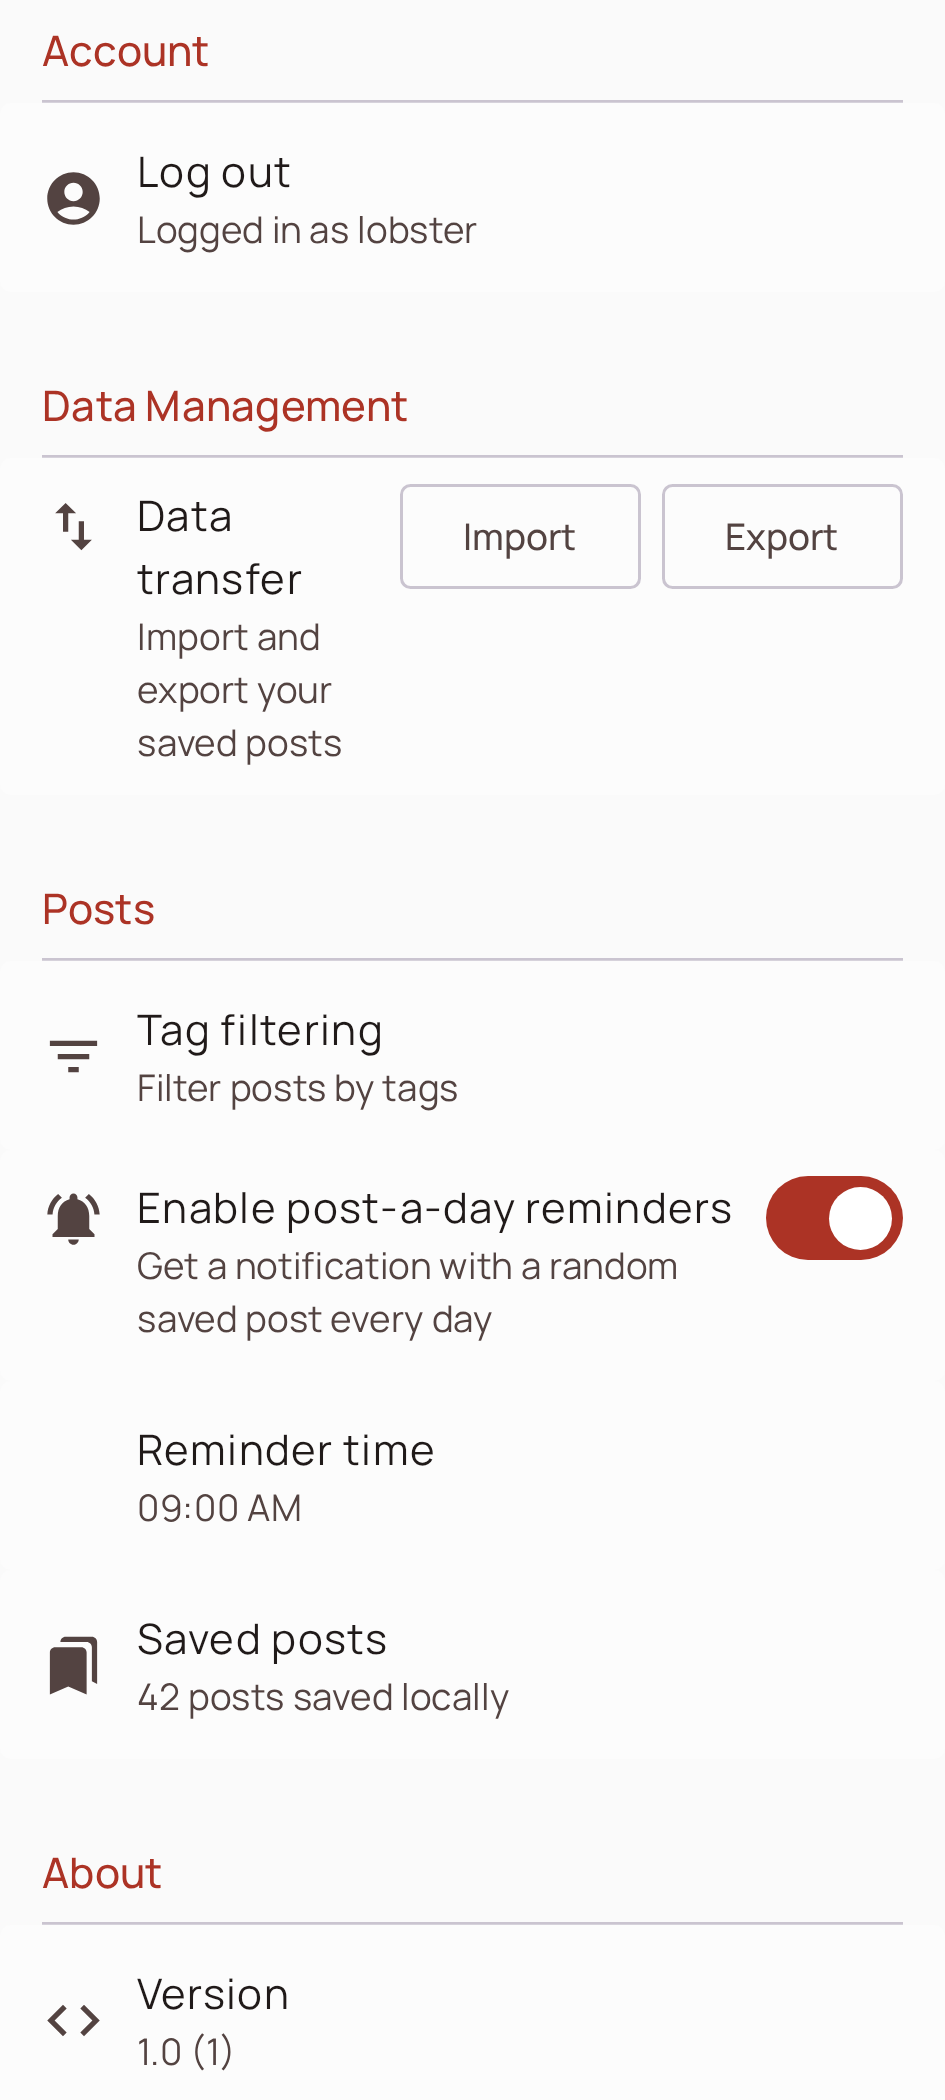 Account
Log out
Logged in as lobster
Data Management
Data
transfer
Import and
export your
saved posts
Import
Export
Posts
Tag filtering
Filter posts by tags
Enable post-a-day reminders
Get a notification with a random
saved post every day
Reminder time
09:00 AM
Saved posts
42 posts saved locally
About
Version
1.0 (1)